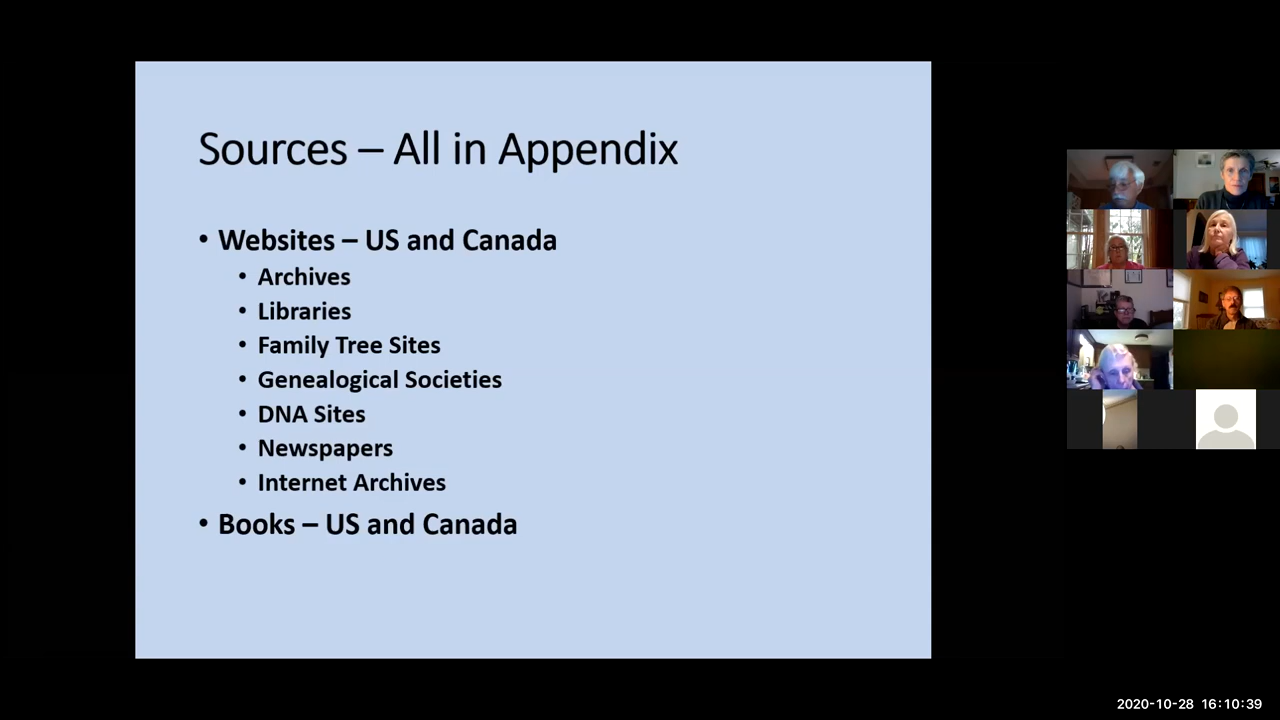 Sources – All in Appendix
• Websites – US and Canada
• Archives
• Libraries
• Family Tree Sites
• Genealogical Societies
• DNA Sites
• Newspapers
• Internet Archives
• Books – US and Canada
2020-10-28 16:10:39